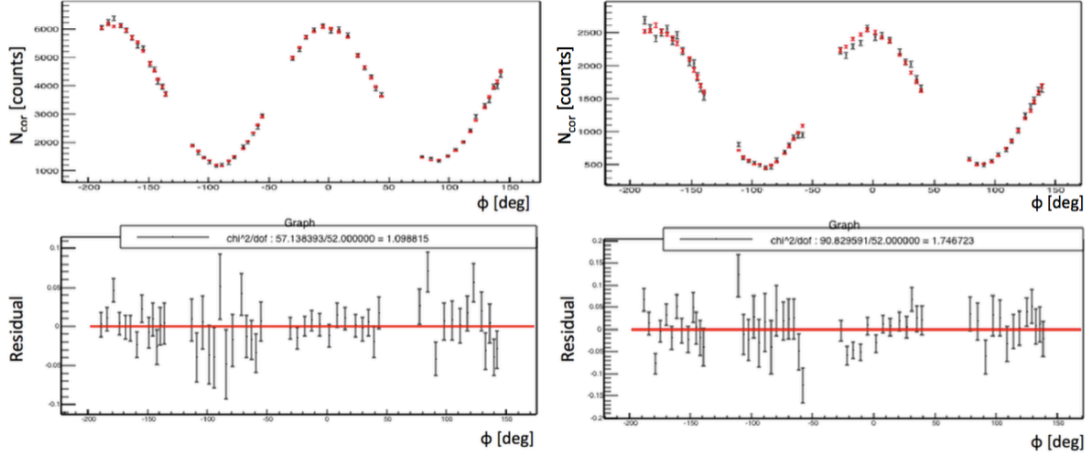 N_cor [counts]
6000
5000
4000
3000
2000
1000
-200 -150 -100 -50 0 50 100 150
ϕ [deg]
N_cor [counts]
2500
2000
1500
1000
500
-200 -150 -100 -50 0 50 100 150
ϕ [deg]
Graph
chi^2/dof : 57.138393/52.000000 = 1.098815
Residual
0.1
0.05
0
-0.05
-0.1
-200 -150 -100 -50 0 50 100 150
ϕ [deg]
Graph
chi^2/dof : 90.829591/52.000000 = 1.746723
Residual
0.2
0.15
0.1
0.05
0
-0.05
-0.1
-0.15
-0.2
-200 -150 -100 -50 0 50 100 150
ϕ [deg]